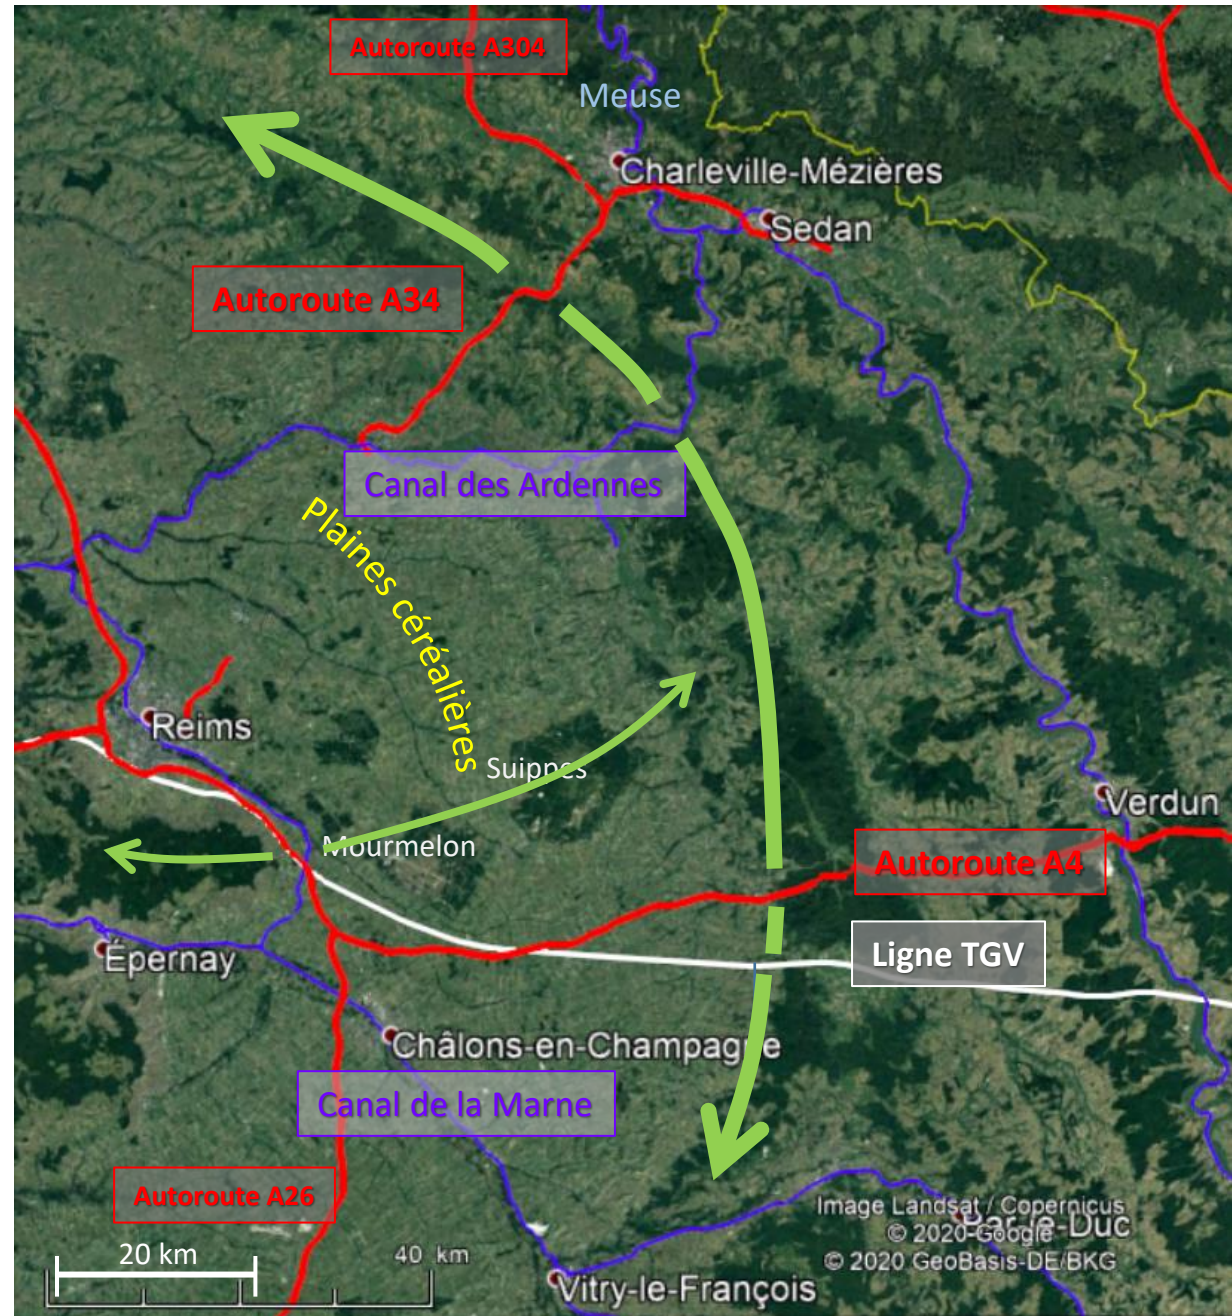 Autoroute A304
Meuse
Charleville-Mézières
Sedan
Autoroute A34
Canal des Ardennes
Plaines céréalières
Reims
Suippes
Verdun
Mourmelon
Autoroute A4
Épernay
Ligne TGV
Châlons-en-Champagne
Canal de la Marne
Autoroute A26
Image Landsat / Copernicus
Bar-le-Duc
© 2020 Google
© 2020 GeoBasis-DE/BKG
20 km
40 km
Vitry-le-François